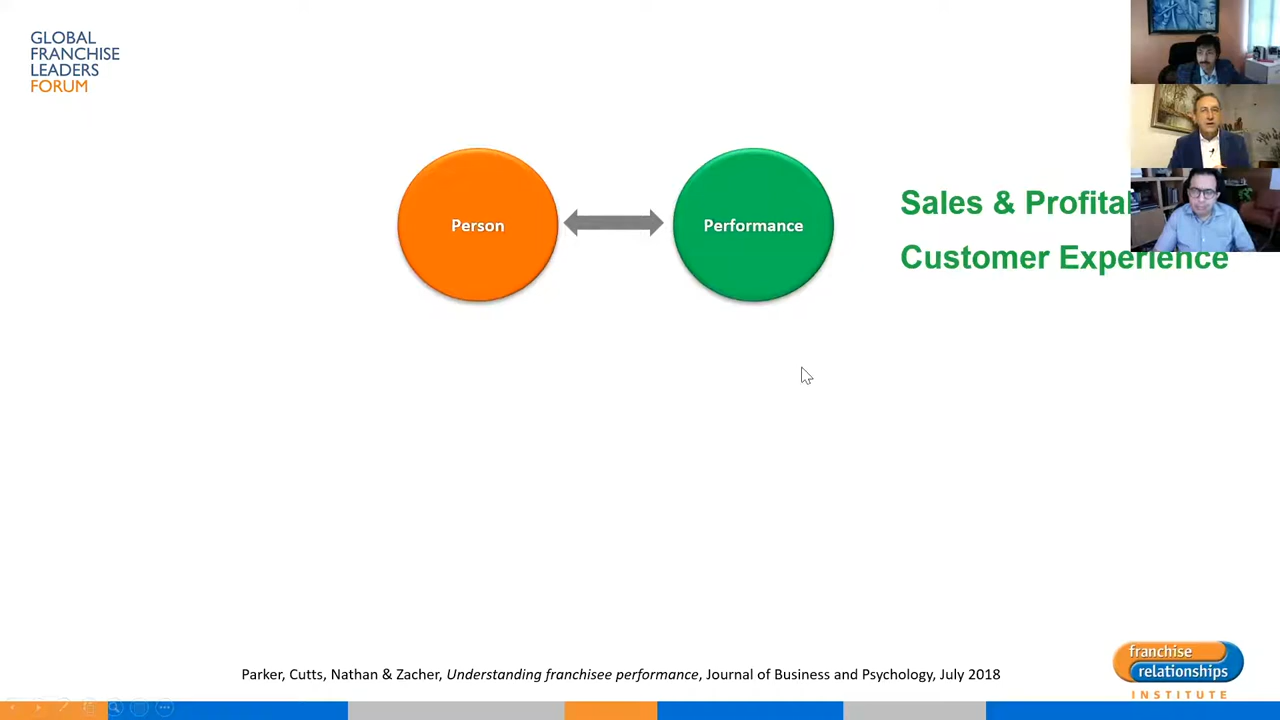 GLOBAL
FRANCHISE
LEADERS
FORUM
Person
Performance
Sales &
Customer Experience
Parker, Cutts, Nathan & Zacher, Understanding franchisee performance, Journal of Business and Psychology, July 2018
franchise
relationships
INSTITUTE